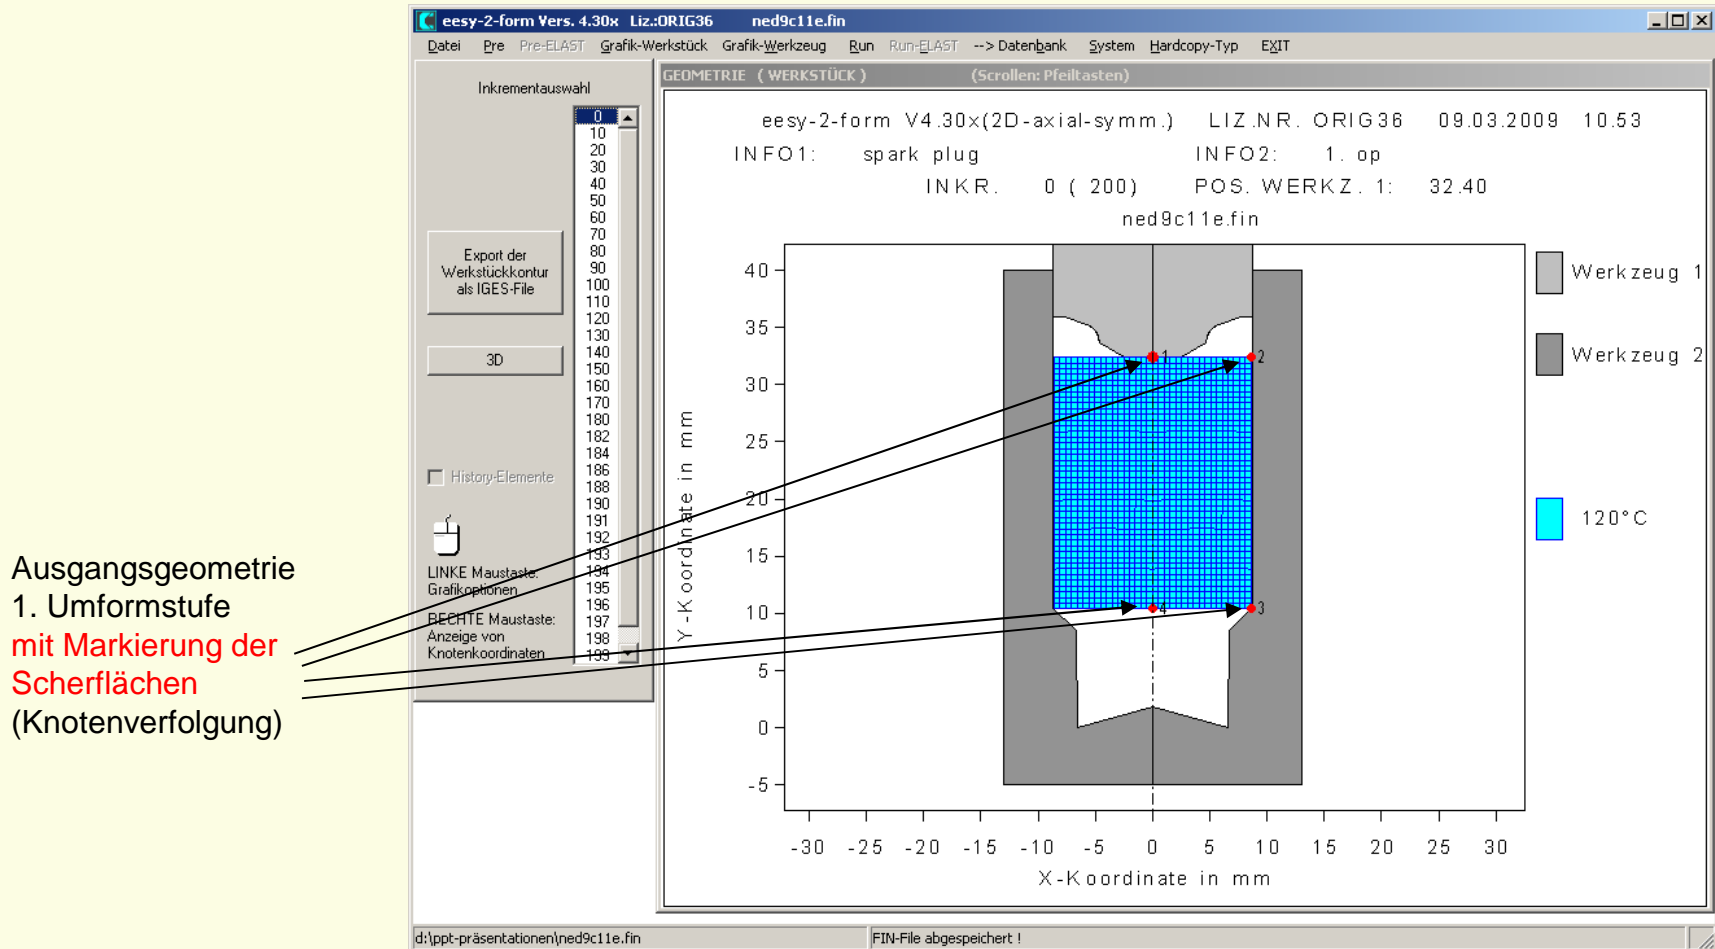 eesy-2-form Vers. 4.30x Liz.:ORIG36 ned9c11e.fin
Datei Pre Pre-ELAST Grafik-Werkstück Grafik-Werkzeug Run Run-ELAST --> Datenbank System Hardcopy-Typ EXIT
Inkrementauswahl
0
10
20
30
40
50
60
70
80
90
100
110
120
130
140
150
160
170
180
182
184
186
188
190
191
192
193
194
195
196
197
198
199
Export der
Werkstückkontur
als IGES-File
3D
History-Elemente
LINKE Maustaste:
Grafikoptionen
RECHTE Maustaste:
Anzeige von
Knotenkoordinaten
GEOMETRIE ( WERKSTÜCK ) (Scrollen: Pfeiltasten)
eesy-2-form V4.30x(2D-axial-symm.) LIZ.NR. ORIG36 09.03.2009 10.53
INFO1: spark plug INFO2: 1. op
INKR. 0 ( 200) POS. WERKZ. 1: 32.40
ned9c11e.fin
40
35
30
25
20
15
10
5
0
-5
Y-Koordinate in mm
1
2
4
3
-30 -25 -20 -15 -10 -5 0 5 10 15 20 25 30
X-Koordinate in mm
Werkzeug 1
Werkzeug 2
120°C
Ausgangsgeometrie
1. Umformstufe
mit Markierung der
Scherflächen
(Knotenverfolgung)
d:\ppt-präsentationen\ned9c11e.fin FIN-File abgespeichert !